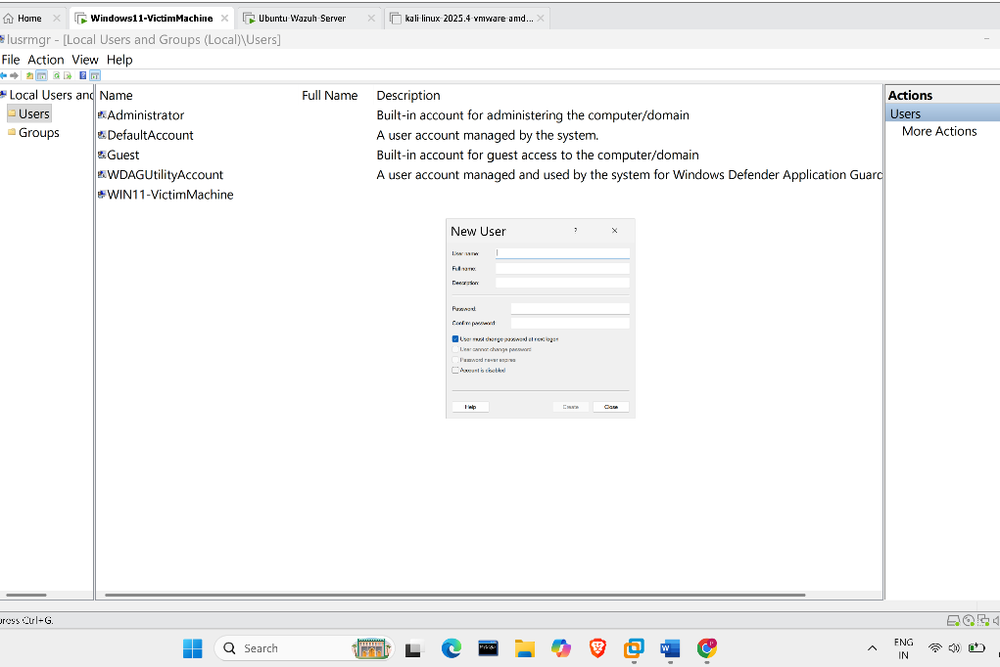 Home
Windows11-VictimMachine
Ubuntu-Wazuh-Server
kali-linux-2025.4-vmware-amd...
lusrmgr - [Local Users and Groups (Local)\Users]
File Action View Help
Local Users and
Users
Groups
Name Full Name Description
Administrator Built-in account for administering the computer/domain
DefaultAccount A user account managed by the system.
Guest Built-in account for guest access to the computer/domain
WDAGUtilityAccount A user account managed and used by the system for Windows Defender Application Guard
WIN11-VictimMachine
Actions
Users
More Actions
New User
?
User name:
Full name:
Description:
Password:
Confirm password:
User must change password at next logon
User cannot change password
Password never expires
Account is disabled
Help Create Close
press Ctrl+G.
Search
ENG
IN